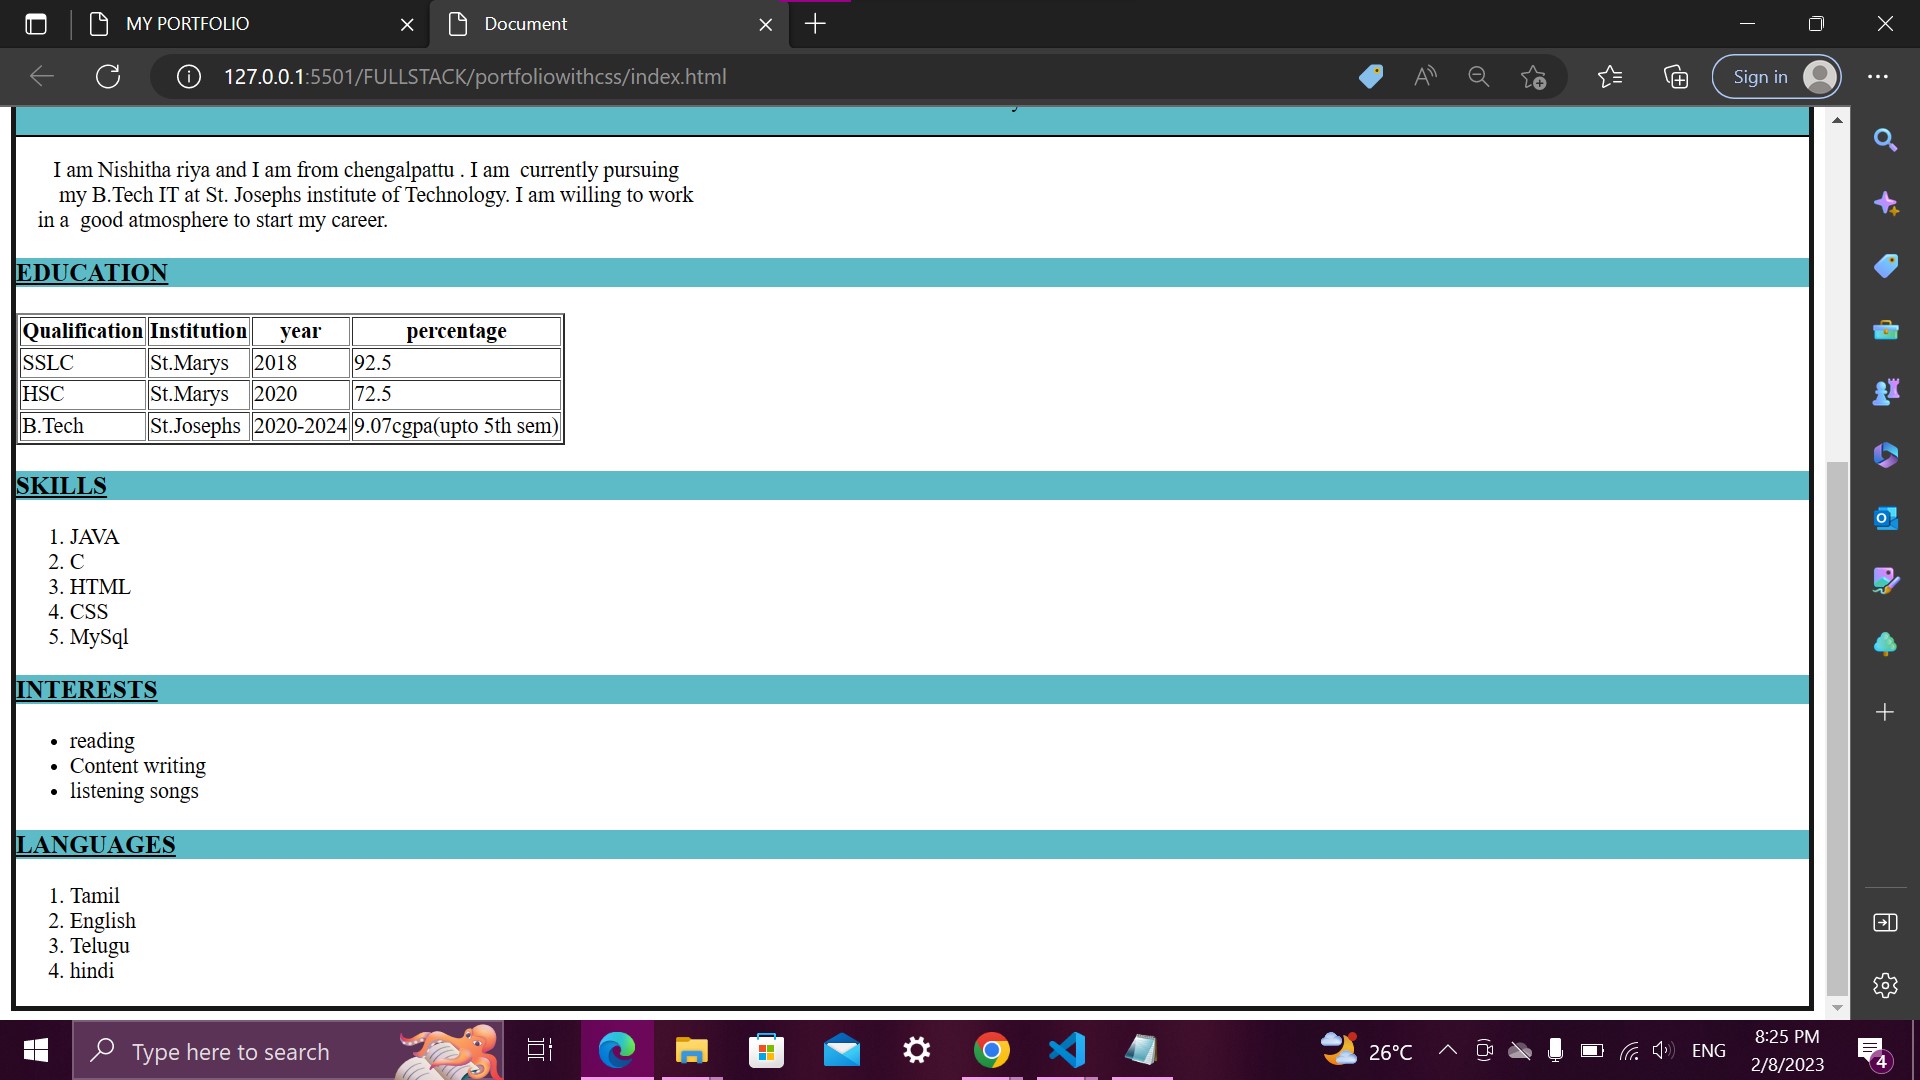 MY PORTFOLIO
Document
127.0.0.1:5501/FULLSTACK/portfoliowithcss/index.html
Sign in
I am Nishitha riya and I am from chengalpattu . I am currently pursuing
my B.Tech IT at St. Josephs institute of Technology. I am willing to work
in a good atmosphere to start my career.
EDUCATION
Qualification Institution year percentage
SSLC St.Marys 2018 92.5
HSC St.Marys 2020 72.5
B.Tech St.Josephs 2020-2024 9.07cgpa(upto 5th sem)
SKILLS
1. JAVA
2. C
3. HTML
4. CSS
5. MySql
INTERESTS
• reading
• Content writing
• listening songs
LANGUAGES
1. Tamil
2. English
3. Telugu
4. hindi
Type here to search
26°C
ENG
8:25 PM
2/8/2023
4